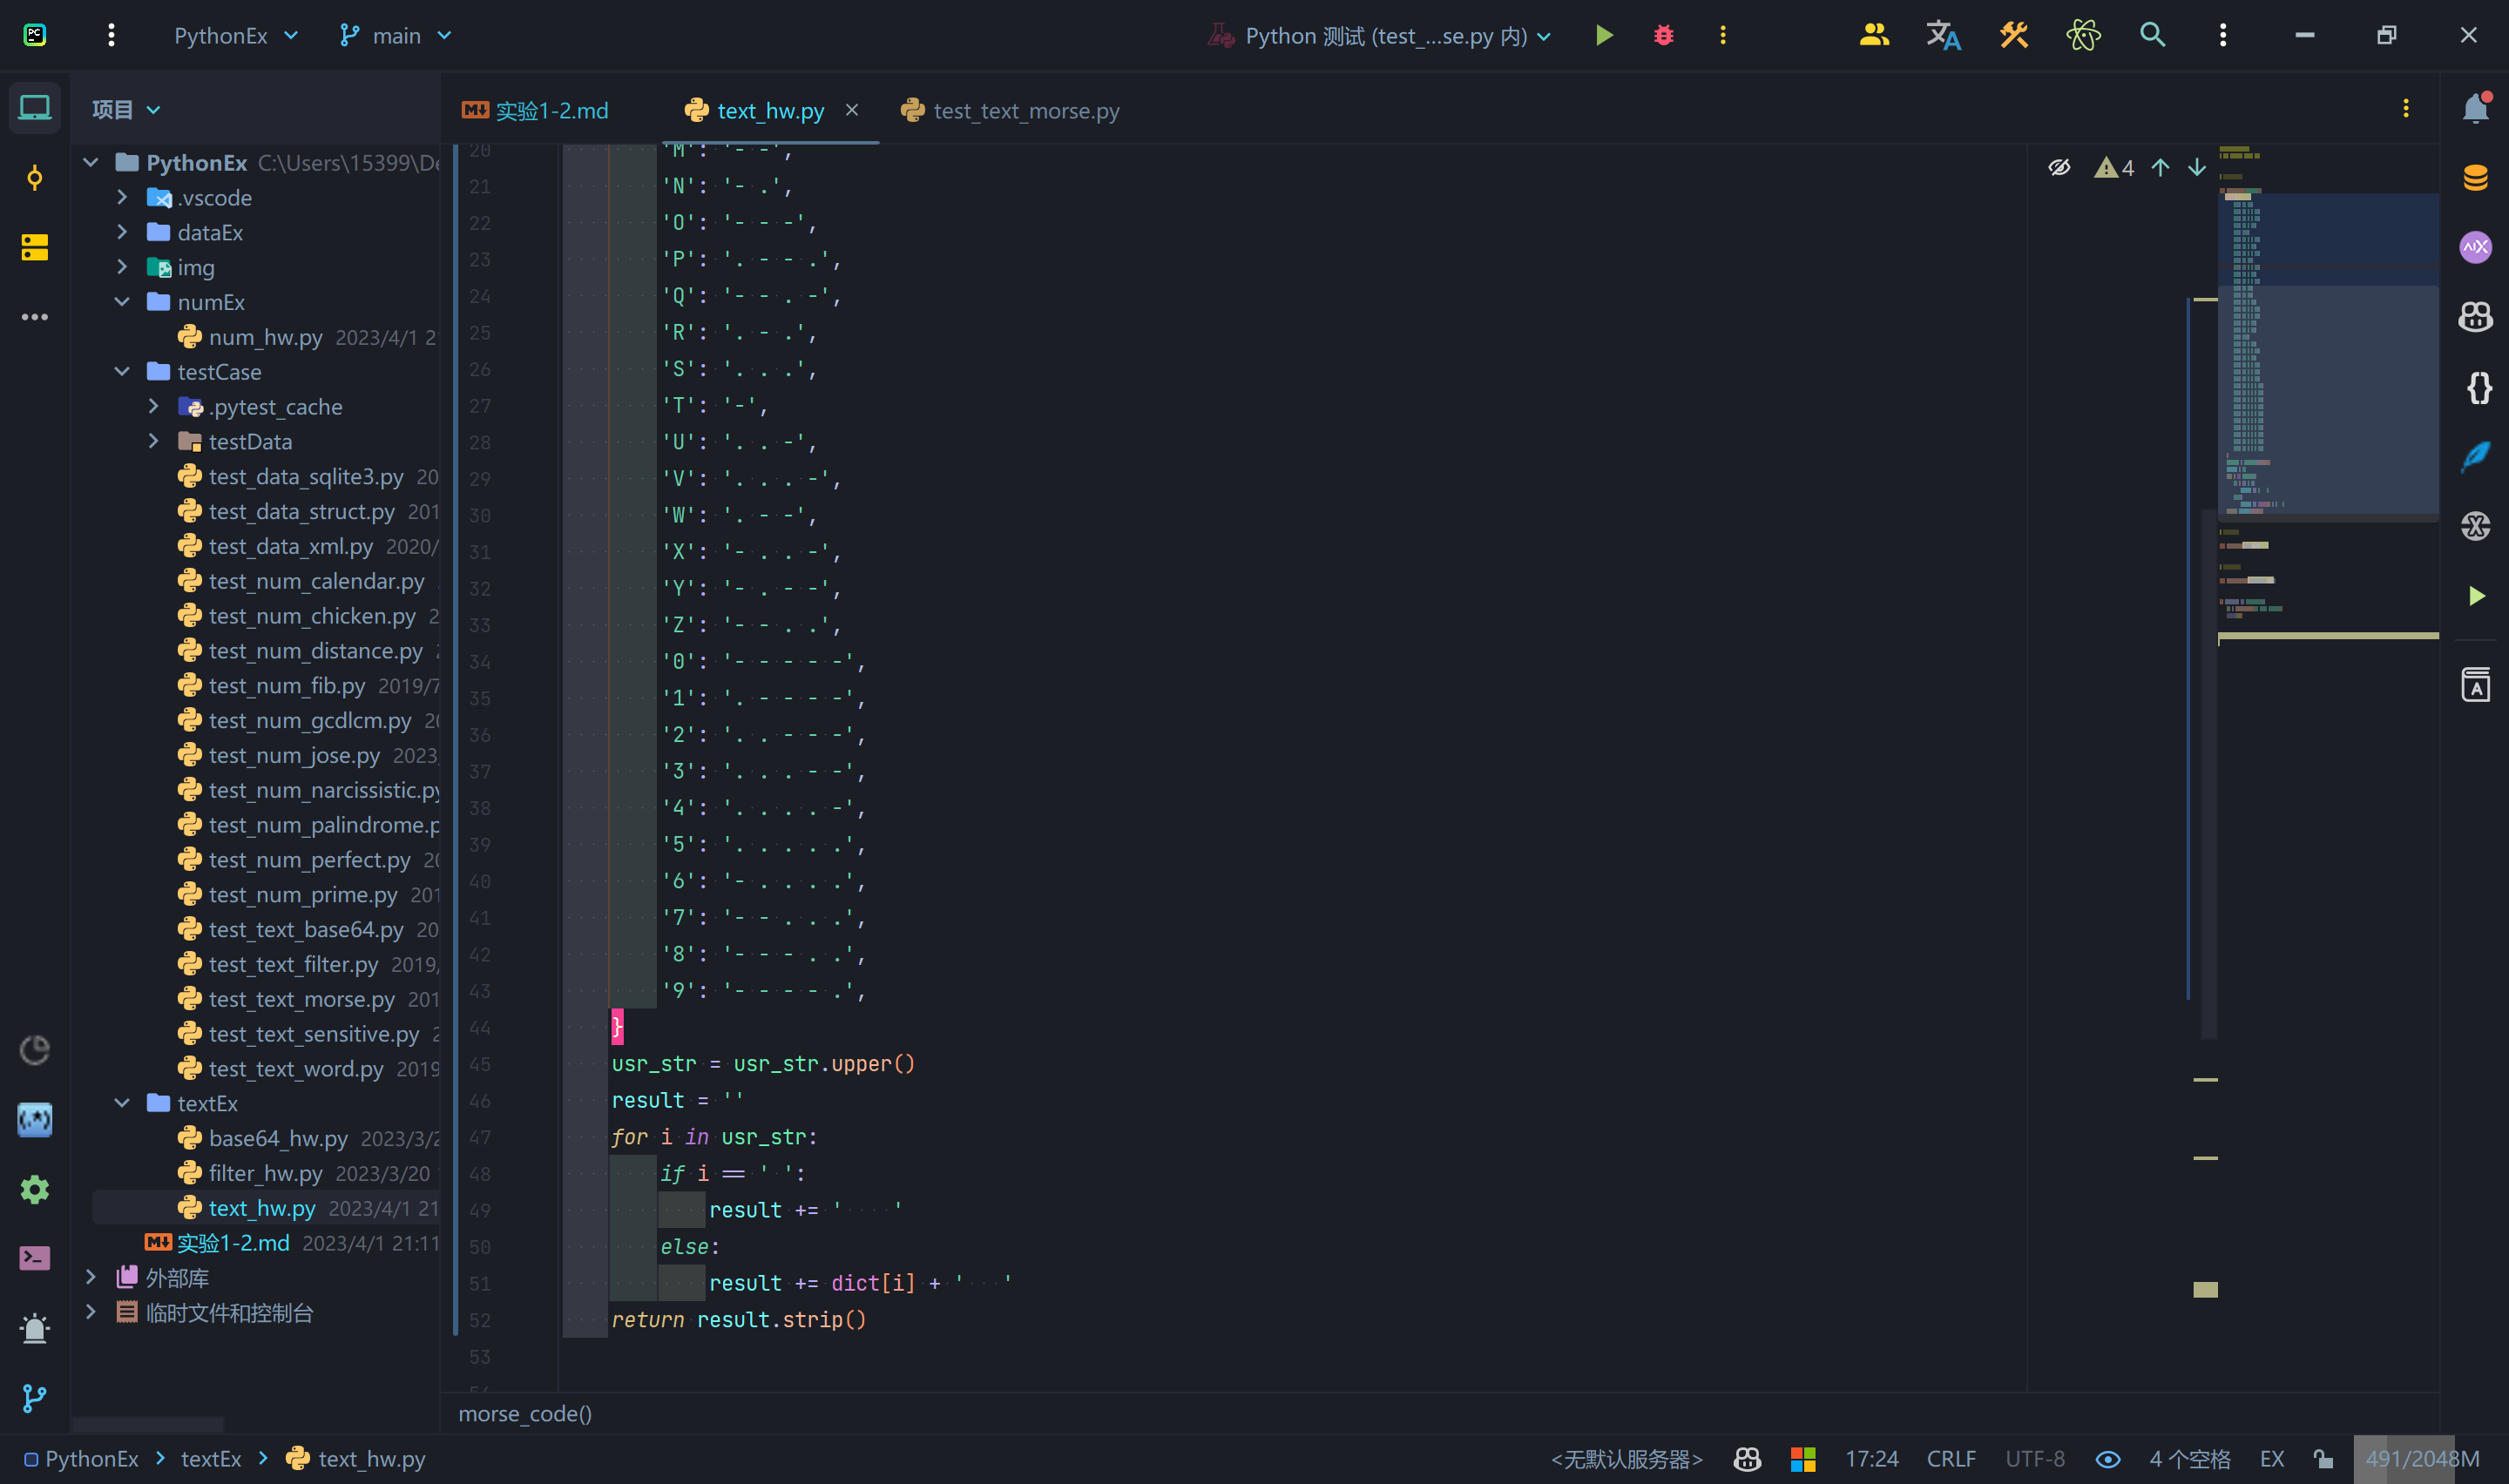 PythonEx
main
Python 测试 (test_...se.py 内)
项目
实验1-2.md
text_hw.py
test_text_morse.py
PythonEx C:\Users\15399\De
.vscode
dataEx
img
numEx
num_hw.py 2023/4/1 2
testCase
.pytest_cache
testData
test_data_sqlite3.py 20
test_data_struct.py 201
test_data_xml.py 2020/
test_num_calendar.py
test_num_chicken.py 2
test_num_distance.py
test_num_fib.py 2019/7
test_num_gcdlcm.py 20
test_num_jose.py 2023
test_num_narcissistic.py
test_num_palindrome.p
test_num_perfect.py 20
test_num_prime.py 201
test_text_base64.py 20
test_text_filter.py 2019/
test_text_morse.py 201
test_text_sensitive.py 2
test_text_word.py 2019
textEx
base64_hw.py 2023/3/2
filter_hw.py 2023/3/20
text_hw.py 2023/4/1 21
实验1-2.md 2023/4/1 21:11
外部库
临时文件和控制台
4
20 'M': '- -',
21 'N': '- .',
22 'O': '- - -',
23 'P': '. - - .',
24 'Q': '- - . -',
25 'R': '. - .',
26 'S': '. . .',
27 'T': '-',
28 'U': '. . -',
29 'V': '. . . -',
30 'W': '. - -',
31 'X': '- . . -',
32 'Y': '- . - -',
33 'Z': '- - . .',
34 '0': '- - - - -',
35 '1': '. - - - -',
36 '2': '. . - - -',
37 '3': '. . . - -',
38 '4': '. . . . -',
39 '5': '. . . . .',
40 '6': '- . . . .',
41 '7': '- - . . .',
42 '8': '- - - . .',
43 '9': '- - - - .',
44 }
45 usr_str = usr_str.upper()
46 result = ''
47 for i in usr_str:
48 if i == ' ':
49 result += '    '
50 else:
51 result += dict[i] + '   '
52 return result.strip()
53
morse_code()
PythonEx > textEx > text_hw.py
<无默认服务器>
17:24
CRLF
UTF-8
4 个空格
EX
491/2048M